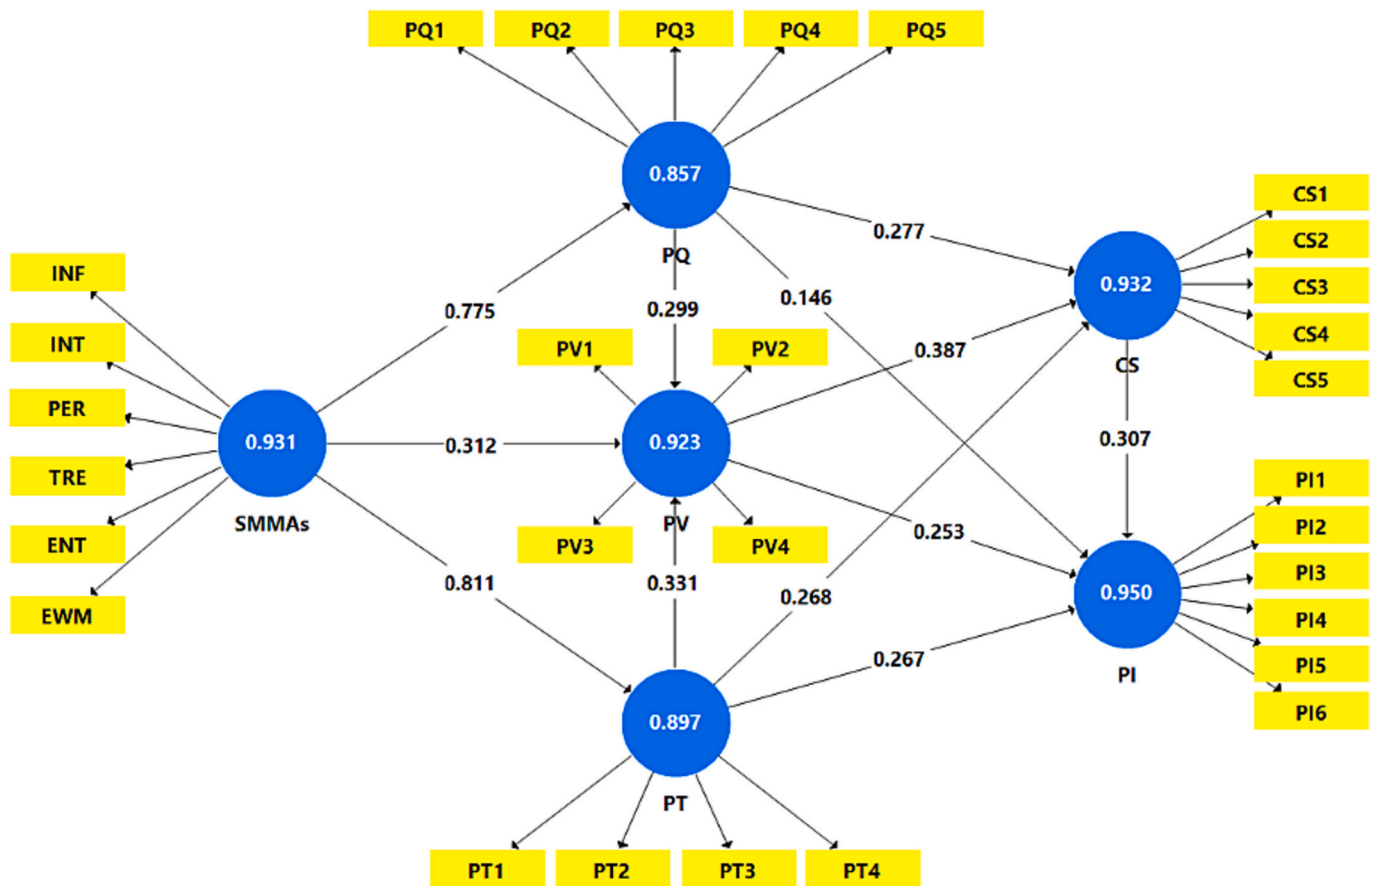 PQ1 PQ2 PQ3 PQ4 PQ5
0.857
PQ
CS1
CS2
CS3
CS4
CS5
0.277
0.932
CS
INF
INT
PER
TRE
ENT
EWM
0.775
0.299
0.146
PV1 PV2
0.387
0.931
SMMAs
0.312
0.923
PV
PV3 PV4
0.307
0.253
PI1
PI2
PI3
PI4
PI5
PI6
0.811
0.331
0.268
0.950
PI
0.267
0.897
PT
PT1 PT2 PT3 PT4